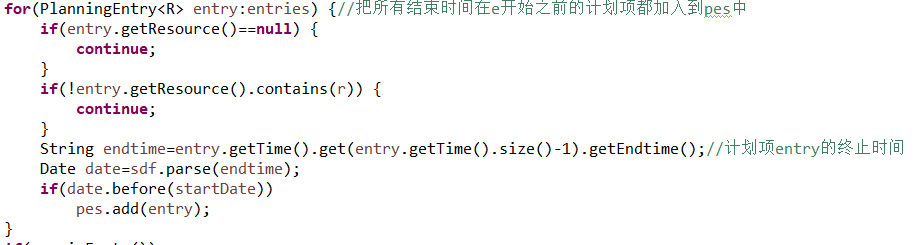 for(PlanningEntry<R> entry:entries) {//把所有结束时间在e开始之前的计划项都加入到pes中
if(entry.getResource()==null) {
continue;
}
if(!entry.getResource().contains(r)) {
continue;
}
String endtime=entry.getTime().get(entry.getTime().size()-1).getEndtime();//计划项entry的终止时间
Date date=sdf.parse(endtime);
if(date.before(startDate))
pes.add(entry);
}